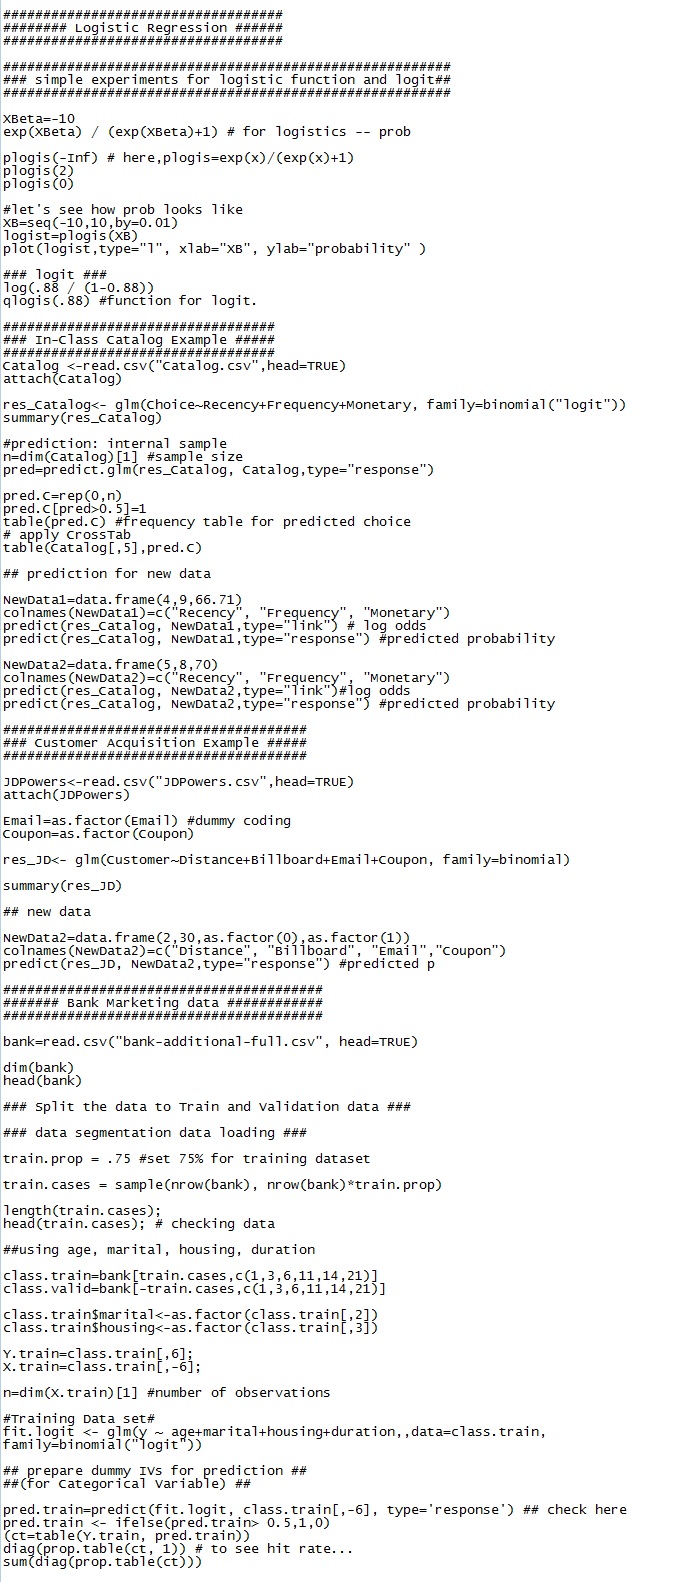 ###################################
######## Logistic Regression ######
###################################
########################################################
### simple experiments for logistic function and logit##
########################################################
XBeta=-10
exp(XBeta) / (exp(XBeta)+1) # for logistics -- prob
plogis(-Inf) # here,plogis=exp(x)/(exp(x)+1)
plogis(2)
plogis(0)
#let's see how prob looks like
XB=seq(-10,10,by=0.01)
logist=plogis(XB)
plot(logist,type="l", xlab="XB", ylab="probability" )
### logit ###
log(.88 / (1-0.88))
qlogis(.88) #function for logit.
##################################
### In-Class Catalog Example #####
##################################
Catalog <-read.csv("Catalog.csv",head=TRUE)
attach(Catalog)
res_Catalog<- glm(Choice~Recency+Frequency+Monetary, family=binomial("logit"))
summary(res_Catalog)
#prediction: internal sample
n=dim(Catalog)[1] #sample size
pred=predict.glm(res_Catalog, Catalog,type="response")
pred.C=rep(0,n)
pred.C[pred>0.5]=1
table(pred.C) #frequency table for predicted choice
# apply CrossTab
table(Catalog[,5],pred.C)
## prediction for new data
NewData1=data.frame(4,9,66.71)
colnames(NewData1)=c("Recency", "Frequency", "Monetary")
predict(res_Catalog, NewData1,type="link") # log odds
predict(res_Catalog, NewData1,type="response") #predicted probability
NewData2=data.frame(5,8,70)
colnames(NewData2)=c("Recency", "Frequency", "Monetary")
predict(res_Catalog, NewData2,type="link")#log odds
predict(res_Catalog, NewData2,type="response") #predicted probability
######################################
### Customer Acquisition Example #####
######################################
JDPowers<-read.csv("JDPowers.csv",head=TRUE)
attach(JDPowers)
Email=as.factor(Email) #dummy coding
Coupon=as.factor(Coupon)
res_JD<- glm(Customer~Distance+Billboard+Email+Coupon, family=binomial)
summary(res_JD)
## new data
NewData2=data.frame(2,30,as.factor(0),as.factor(1))
colnames(NewData2)=c("Distance", "Billboard", "Email","Coupon")
predict(res_JD, NewData2,type="response") #predicted p
########################################
####### Bank Marketing data ############
########################################
bank=read.csv("bank-additional-full.csv", head=TRUE)
dim(bank)
head(bank)
### Split the data to Train and Validation data ###
### data segmentation data loading ###
train.prop = .75 #set 75% for training dataset
train.cases = sample(nrow(bank), nrow(bank)*train.prop)
length(train.cases);
head(train.cases); # checking data
##using age, marital, housing, duration
class.train=bank[train.cases,c(1,3,6,11,14,21)]
class.valid=bank[-train.cases,c(1,3,6,11,14,21)]
class.train$marital<-as.factor(class.train[,2])
class.train$housing<-as.factor(class.train[,3])
Y.train=class.train[,6];
X.train=class.train[,-6];
n=dim(X.train)[1] #number of observations
#Training Data set#
fit.logit <- glm(y ~ age+marital+housing+duration,,data=class.train,
family=binomial("logit"))
## prepare dummy IVs for prediction ##
##(for Categorical Variable) ##
pred.train=predict(fit.logit, class.train[,-6], type='response') ## check here
pred.train <- ifelse(pred.train> 0.5,1,0)
(ct=table(Y.train, pred.train))
diag(prop.table(ct, 1)) # to see hit rate...
sum(diag(prop.table(ct)))